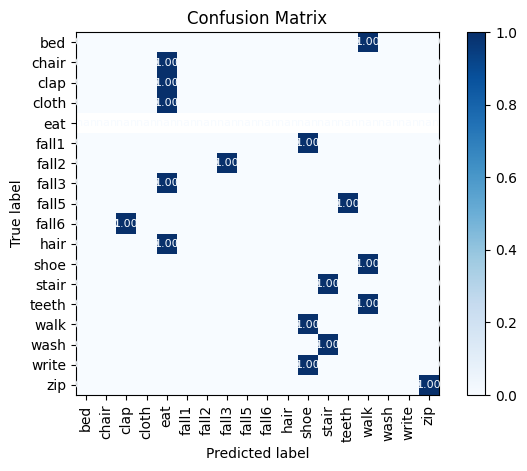 Confusion Matrix
bed 1.00
chair 1.00
clap 1.00
cloth 1.00
eat
fall1 1.00
fall2 1.00
fall3 1.00
fall5 1.00
fall6 1.00
hair 1.00
shoe 1.00
stair 1.00
teeth 1.00
walk 1.00
wash 1.00
write 1.00
zip 1.00
True label
bed chair clap cloth eat fall1 fall2 fall3 fall5 fall6 hair shoe stair teeth walk wash write zip
Predicted label
1.0
0.8
0.6
0.4
0.2
0.0